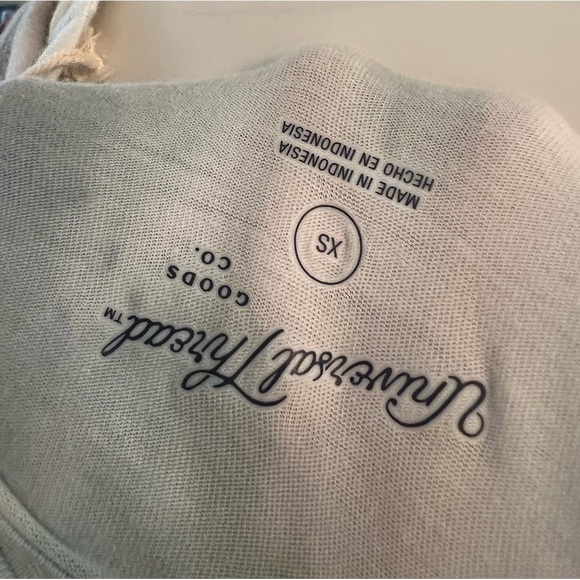 Universal Thread™
GOODS
CO.
XS
MADE IN INDONESIA
HECHO EN INDONESIA